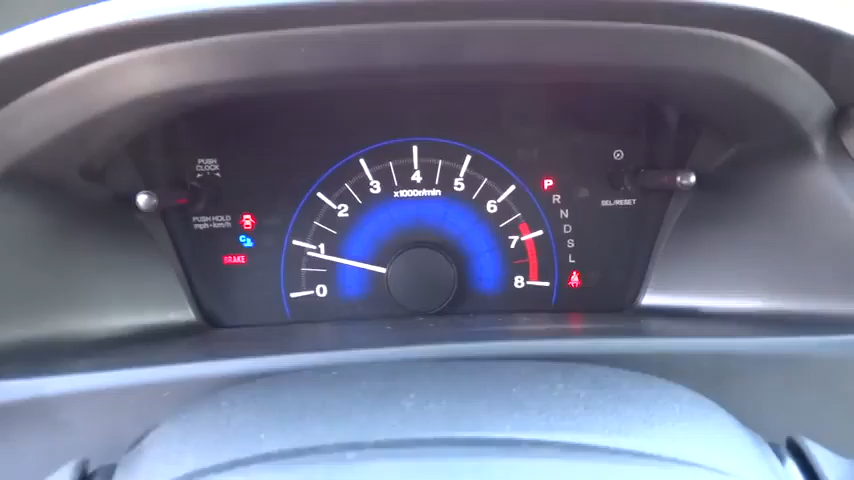 PUSH
CLOCK
PUSH HOLD
mph•km/h
C
BRAKE
0
1
2
3
4
5
6
7
8
x1000r/min
P
R
N
D
S
L
SEL/RESET